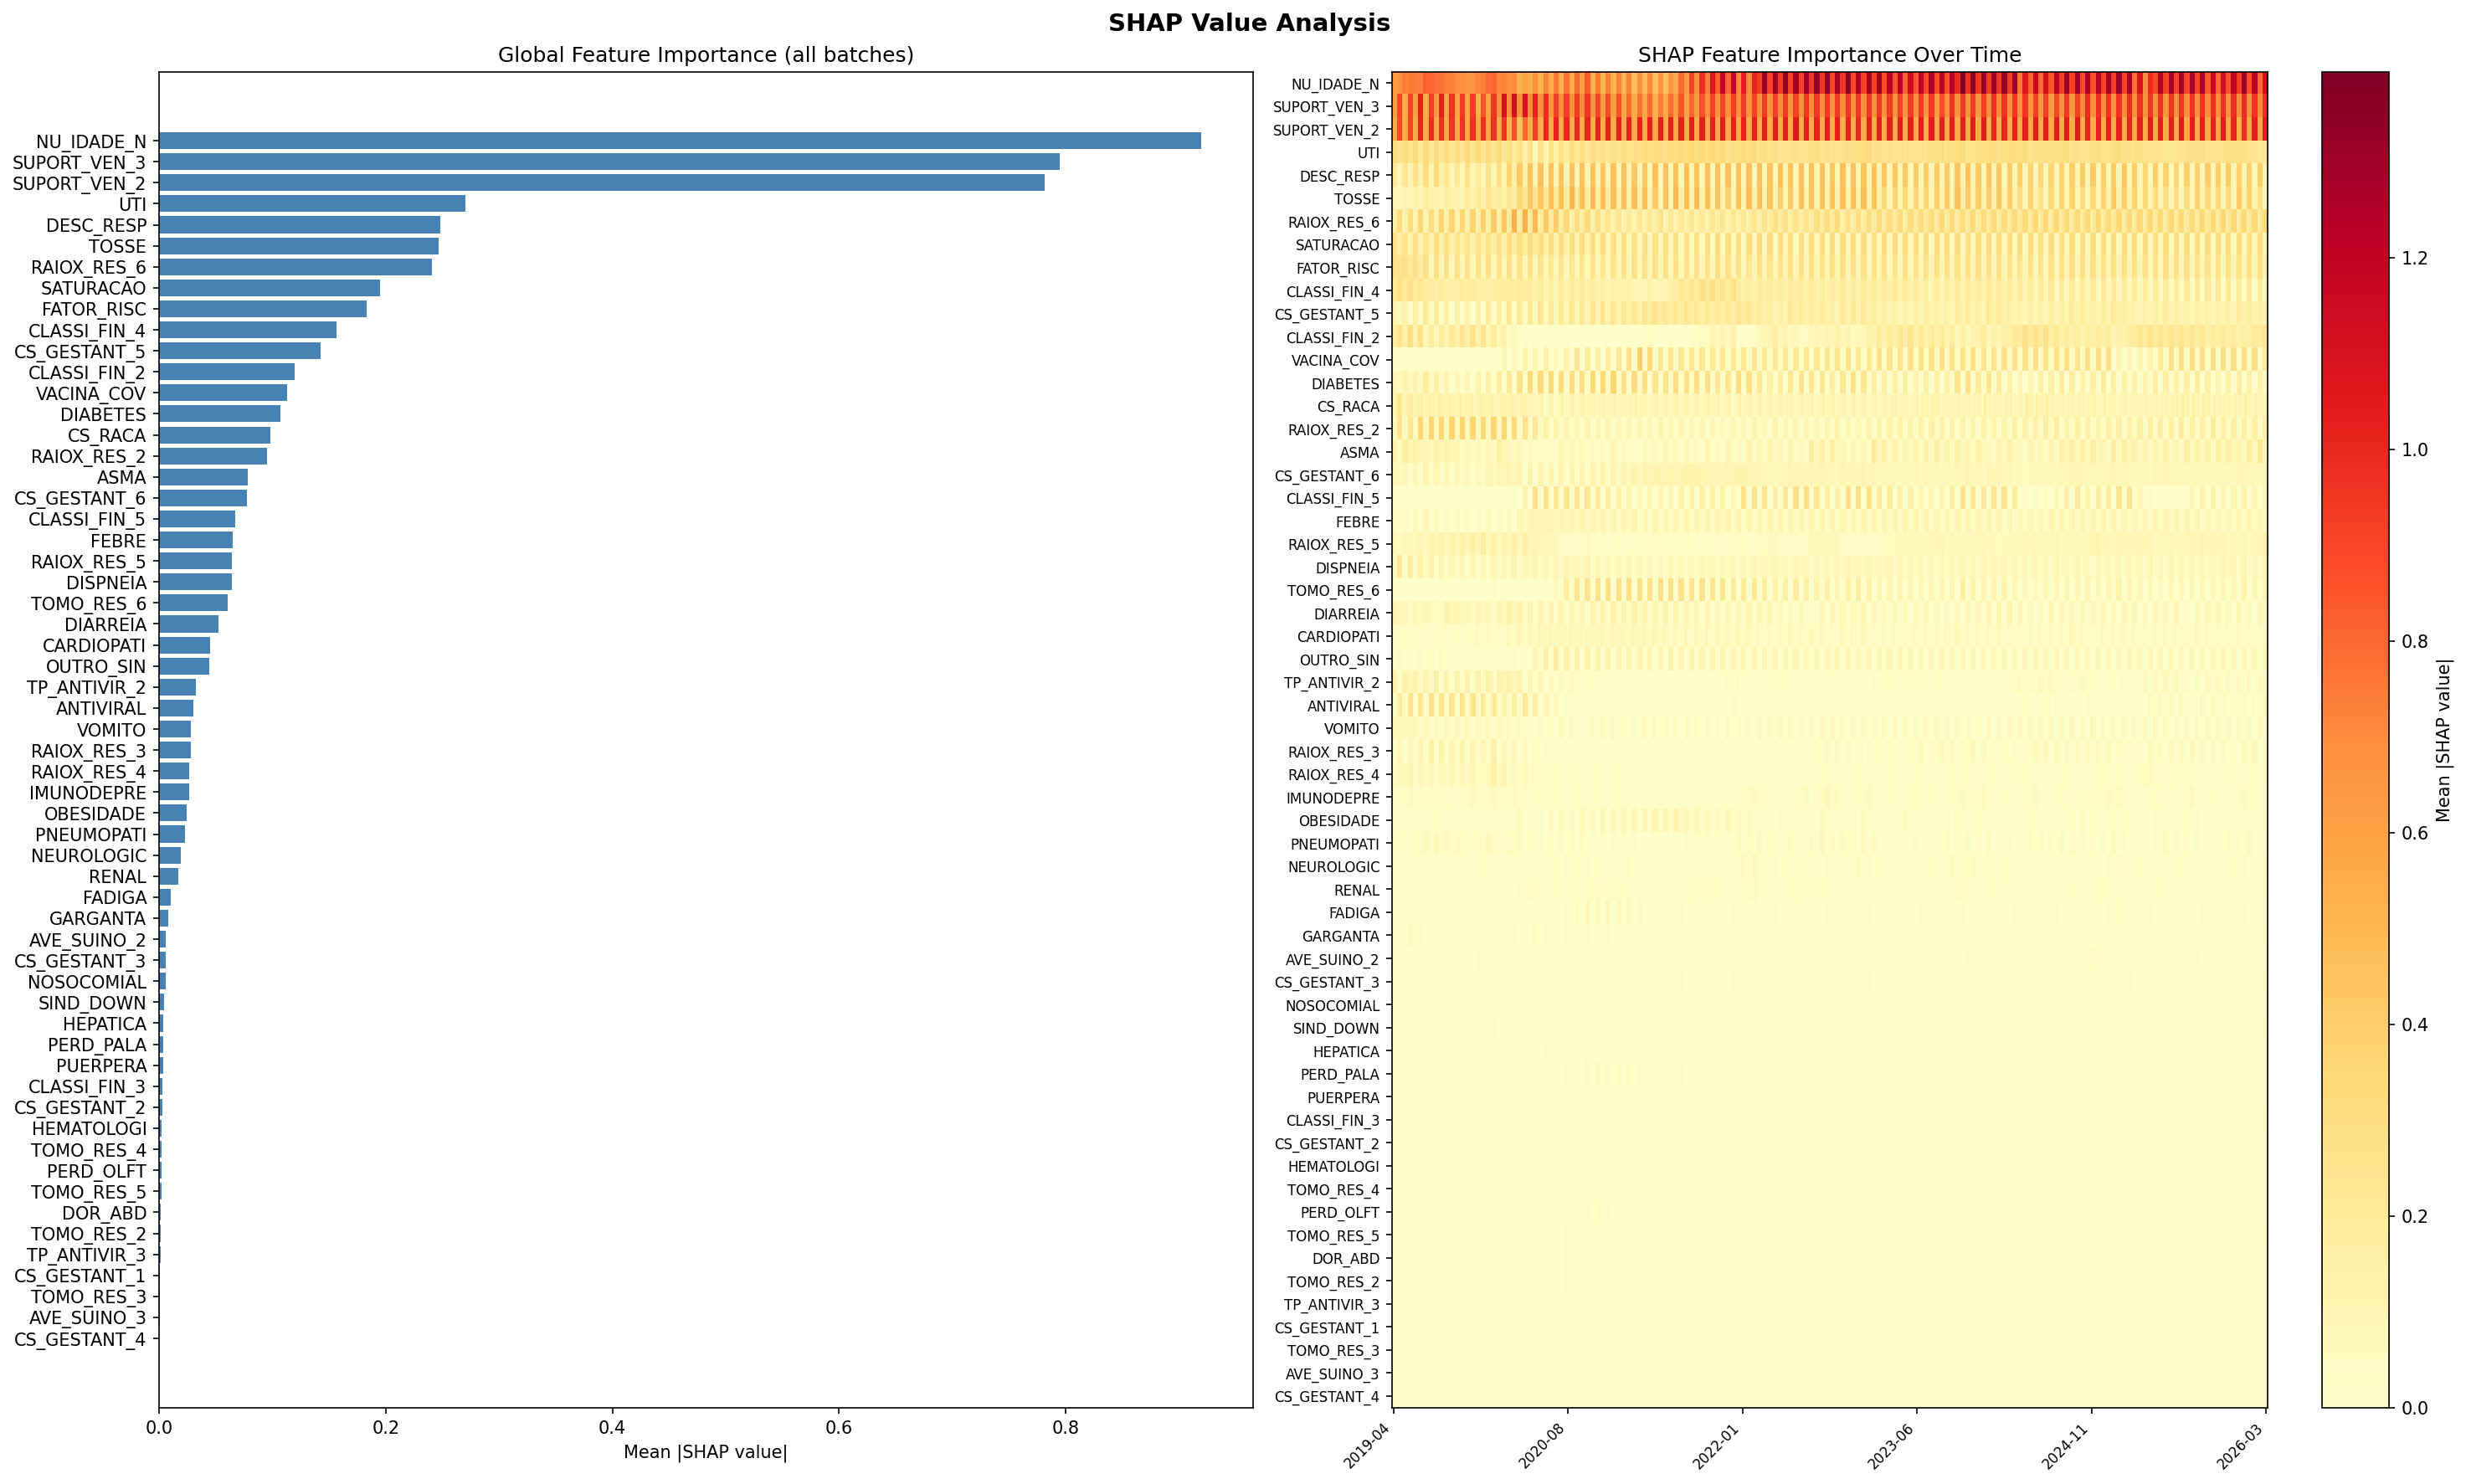 SHAP Value Analysis
Global Feature Importance (all batches)
NU_IDADE_N
SUPORT_VEN_3
SUPORT_VEN_2
UTI
DESC_RESP
TOSSE
RAIOX_RES_6
SATURACAO
FATOR_RISC
CLASSI_FIN_4
CS_GESTANT_5
CLASSI_FIN_2
VACINA_COV
DIABETES
CS_RACA
RAIOX_RES_2
ASMA
CS_GESTANT_6
CLASSI_FIN_5
FEBRE
RAIOX_RES_5
DISPNEIA
TOMO_RES_6
DIARREIA
CARDIOPATI
OUTRO_SIN
TP_ANTIVIR_2
ANTIVIRAL
VOMITO
RAIOX_RES_3
RAIOX_RES_4
IMUNODEPRE
OBESIDADE
PNEUMOPATI
NEUROLOGIC
RENAL
FADIGA
GARGANTA
AVE_SUINO_2
CS_GESTANT_3
NOSOCOMIAL
SIND_DOWN
HEPATICA
PERD_PALA
PUERPERA
CLASSI_FIN_3
CS_GESTANT_2
HEMATOLOGI
TOMO_RES_4
PERD_OLFT
TOMO_RES_5
DOR_ABD
TOMO_RES_2
TP_ANTIVIR_3
CS_GESTANT_1
TOMO_RES_3
AVE_SUINO_3
CS_GESTANT_4
0.0 0.2 0.4 0.6 0.8
Mean |SHAP value|
SHAP Feature Importance Over Time
NU_IDADE_N
SUPORT_VEN_3
SUPORT_VEN_2
UTI
DESC_RESP
TOSSE
RAIOX_RES_6
SATURACAO
FATOR_RISC
CLASSI_FIN_4
CS_GESTANT_5
CLASSI_FIN_2
VACINA_COV
DIABETES
CS_RACA
RAIOX_RES_2
ASMA
CS_GESTANT_6
CLASSI_FIN_5
FEBRE
RAIOX_RES_5
DISPNEIA
TOMO_RES_6
DIARREIA
CARDIOPATI
OUTRO_SIN
TP_ANTIVIR_2
ANTIVIRAL
VOMITO
RAIOX_RES_3
RAIOX_RES_4
IMUNODEPRE
OBESIDADE
PNEUMOPATI
NEUROLOGIC
RENAL
FADIGA
GARGANTA
AVE_SUINO_2
CS_GESTANT_3
NOSOCOMIAL
SIND_DOWN
HEPATICA
PERD_PALA
PUERPERA
CLASSI_FIN_3
CS_GESTANT_2
HEMATOLOGI
TOMO_RES_4
PERD_OLFT
TOMO_RES_5
DOR_ABD
TOMO_RES_2
TP_ANTIVIR_3
CS_GESTANT_1
TOMO_RES_3
AVE_SUINO_3
CS_GESTANT_4
2019-04 2020-08 2022-01 2023-06 2024-11 2026-03
1.2
1.0
0.8
0.6
0.4
0.2
0.0
Mean |SHAP value|